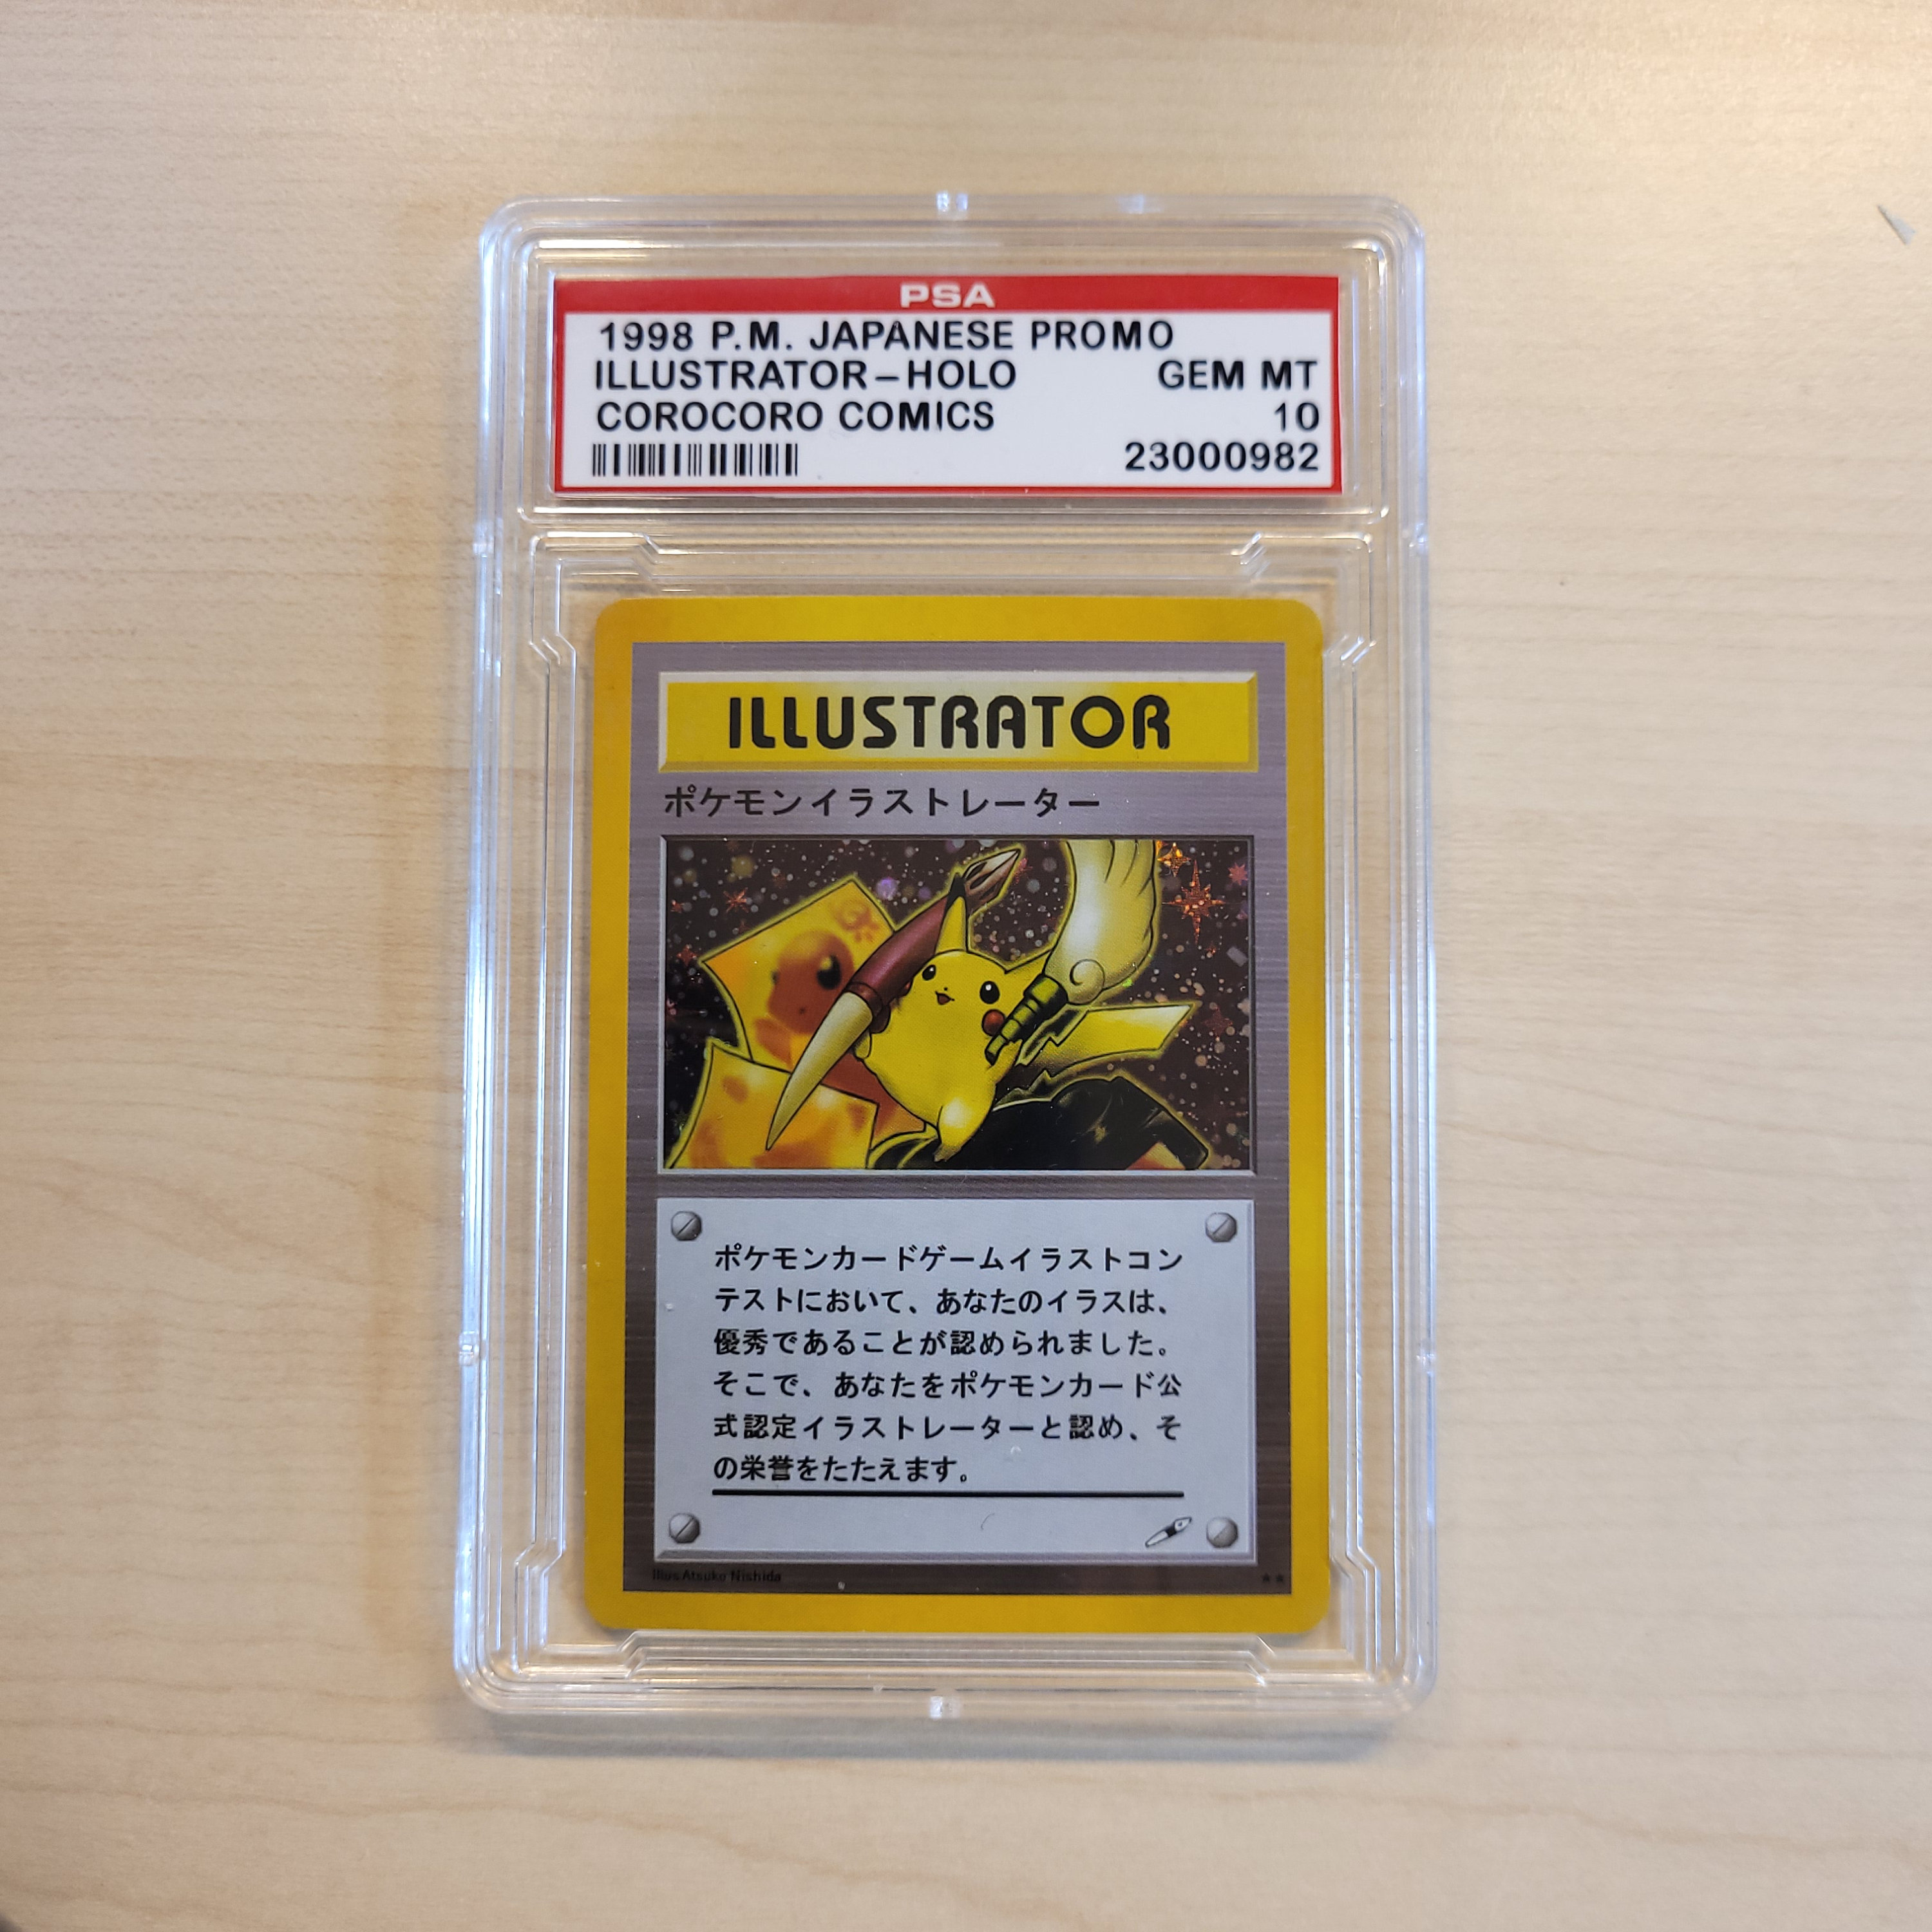 PSA
1998 P.M. JAPANESE PROMO
ILLUSTRATOR-HOLO GEM MT
COROCORO COMICS 10
23000982
ILLUSTRATOR
ポケモンイラストレーター
ポケモンカードゲームイラストコン
テストにおいて、あなたのイラスは、
優秀であることが認められました。
そこで、あなたをポケモンカード公
式認定イラストレーターと認め、そ
の栄誉をたたえます。
Illus.Atsuko Nishida
★★